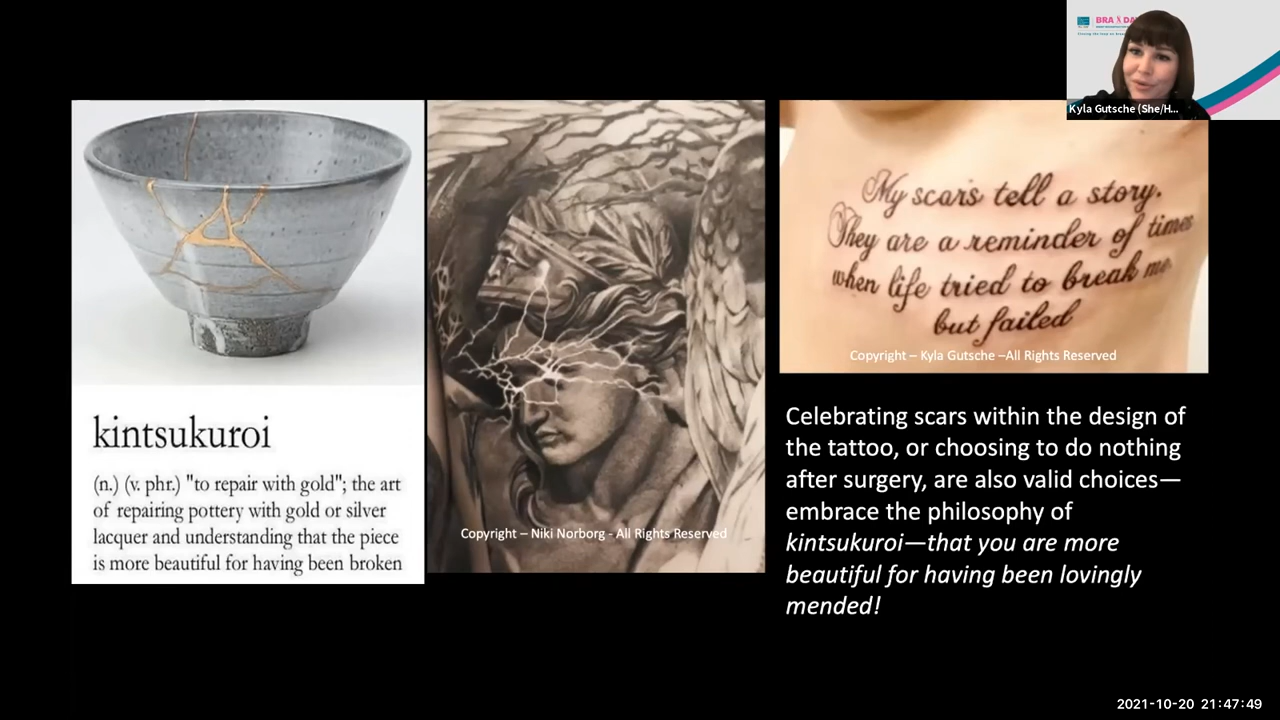 BRA DA
Kyla Gutsche (She/H...
kintsukuroi
(n.) (v. phr.) "to repair with gold"; the art
of repairing pottery with gold or silver
lacquer and understanding that the piece
is more beautiful for having been broken
Copyright – Niki Norborg - All Rights Reserved
My scars tell a story.
They are a reminder of times
when life tried to break me
but failed
Copyright – Kyla Gutsche –All Rights Reserved
Celebrating scars within the design of
the tattoo, or choosing to do nothing
after surgery, are also valid choices—
embrace the philosophy of
kintsukuroi—that you are more
beautiful for having been lovingly
mended!
2021-10-20 21:47:49